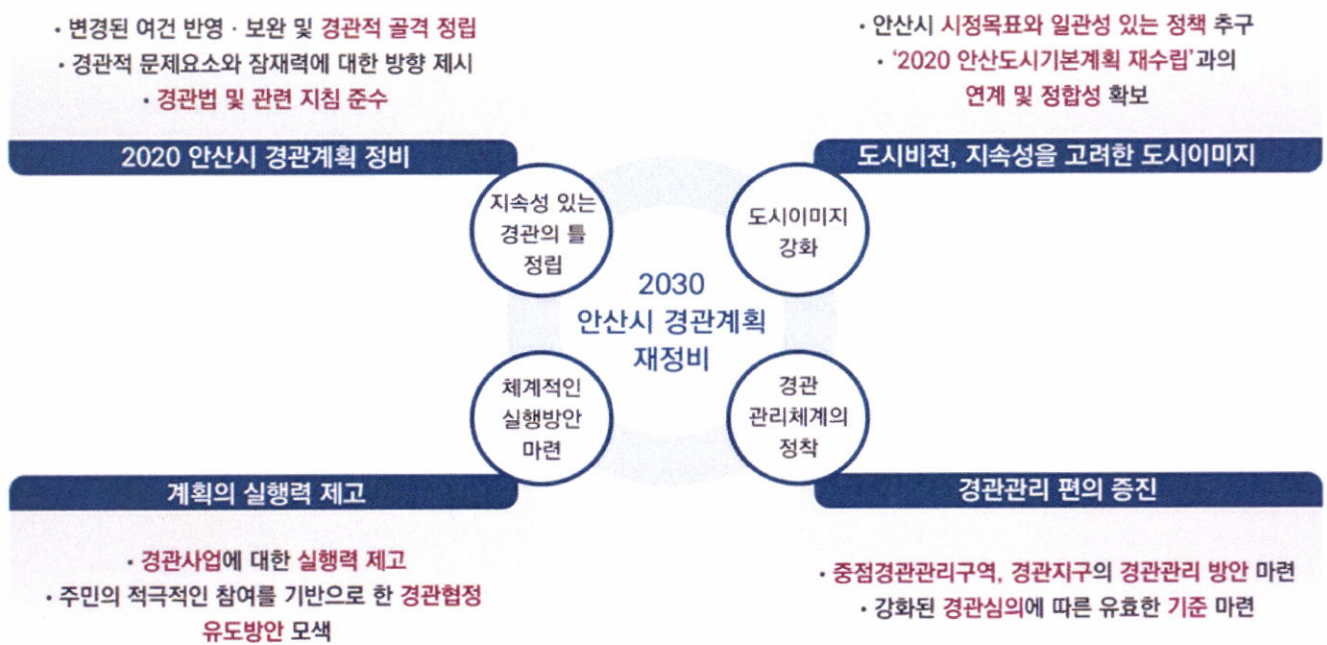 · 변경된 여건 반영 · 보완 및 경관적 골격 정립
· 경관적 문제요소와 잠재력에 대한 방향 제시
· 경관법 및 관련 지침 준수
2020 안산시 경관계획 정비
· 안산시 시정목표와 일관성 있는 정책 추구
· ‘2020 안산도시기본계획 재수립’과의
연계 및 정합성 확보
도시비전, 지속성을 고려한 도시이미지
지속성 있는
경관의 틀
정립
도시이미지
강화
2030
안산시 경관계획
재정비
체계적인
실행방안
마련
경관
관리체계의
정착
계획의 실행력 제고
· 경관사업에 대한 실행력 제고
· 주민의 적극적인 참여를 기반으로 한 경관협정
유도방안 모색
경관관리 편의 증진
· 중점경관관리구역, 경관지구의 경관관리 방안 마련
· 강화된 경관심의에 따른 유효한 기준 마련